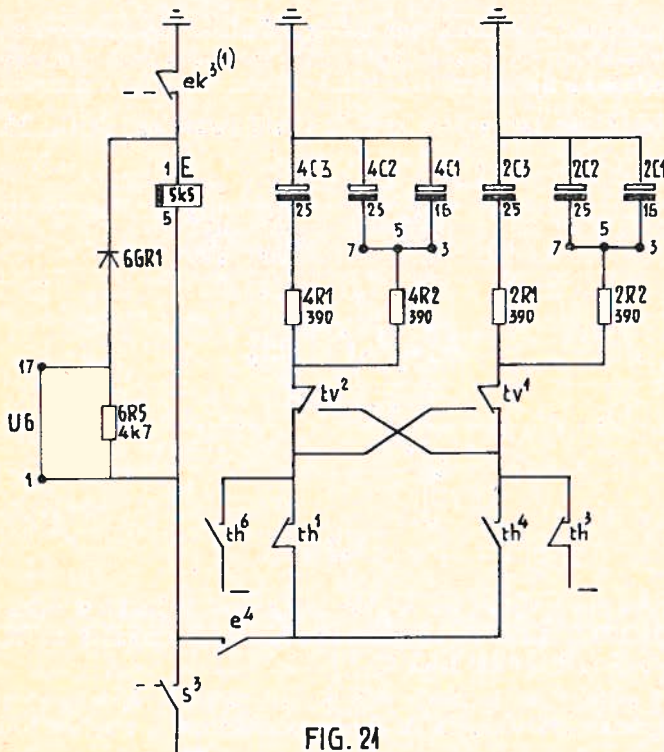 ek³⁽¹⁾
1 E
5k5
5
6GR1
17
U6
6R5
4k7
1
4C3
25
4C2
25
4C1
16
7 5 3
4R1
390
4R2
390
2C3
25
2C2
25
2C1
16
7 5 3
2R1
390
2R2
390
tv²
tv¹
th⁶
th¹
th⁴
th³
e⁴
s³
FIG. 21